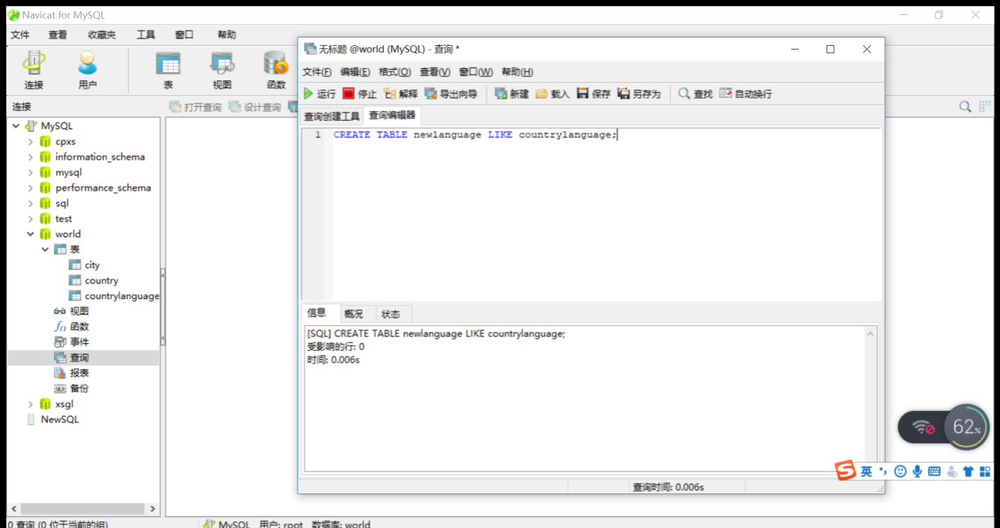 Navicat for MySQL
文件 查看 收藏夹 工具 窗口 帮助
连接 用户 表 视图 函数
连接
打开查询 设计查询
MySQL
cpxs
information_schema
mysql
performance_schema
sql
test
world
表
city
country
countrylanguage
视图
函数
事件
查询
报表
备份
xsgl
NewSQL
无标题 @world (MySQL) - 查询 *
文件(F) 编辑(E) 格式(O) 查看(V) 窗口(W) 帮助(H)
运行 停止 解释 导出向导 新建 载入 保存 另存为 查找 自动换行
查询创建工具 查询编辑器
1 CREATE TABLE newlanguage LIKE countrylanguage;
信息 概况 状态
[SQL] CREATE TABLE newlanguage LIKE countrylanguage;
受影响的行: 0
时间: 0.006s
查询时间: 0.006s
62%
英
0 查询 (0 位于当前的组) MySQL 用户: root 数据库: world